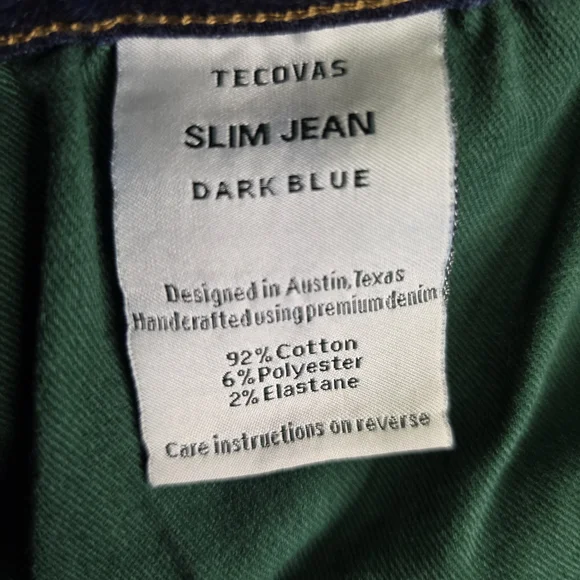 TECOVAS
SLIM JEAN
DARK BLUE
Designed in Austin, Texas
Handcrafted using premium denim
92% Cotton
6% Polyester
2% Elastane
Care instructions on reverse